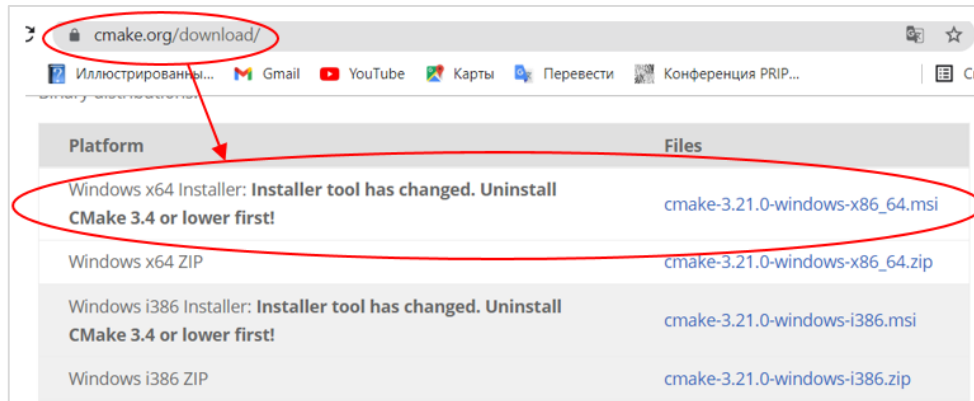 cmake.org/download/
Иллюстрированны... Gmail YouTube Карты Перевести Конференция PRIP...
Binary distributions:
Platform Files
Windows x64 Installer: Installer tool has changed. Uninstall
CMake 3.4 or lower first! cmake-3.21.0-windows-x86_64.msi
Windows x64 ZIP cmake-3.21.0-windows-x86_64.zip
Windows i386 Installer: Installer tool has changed. Uninstall
CMake 3.4 or lower first! cmake-3.21.0-windows-i386.msi
Windows i386 ZIP cmake-3.21.0-windows-i386.zip